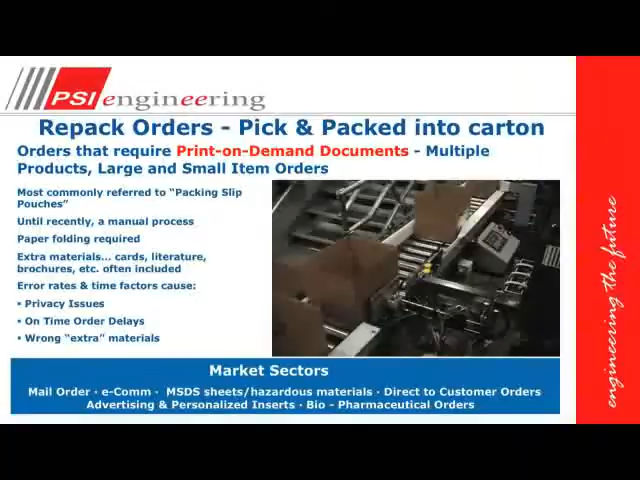 PSI engineering
Repack Orders - Pick & Packed into carton
Orders that require Print-on-Demand Documents - Multiple
Products, Large and Small Item Orders
Most commonly referred to “Packing Slip
Pouches”
Until recently, a manual process
Paper folding required
Extra materials... cards, literature,
brochures, etc. often included
Error rates & time factors cause:
• Privacy Issues
• On Time Order Delays
• Wrong “extra” materials
Market Sectors
Mail Order · e-Comm · MSDS sheets/hazardous materials · Direct to Customer Orders
Advertising & Personalized Inserts · Bio - Pharmaceutical Orders
engineering the future